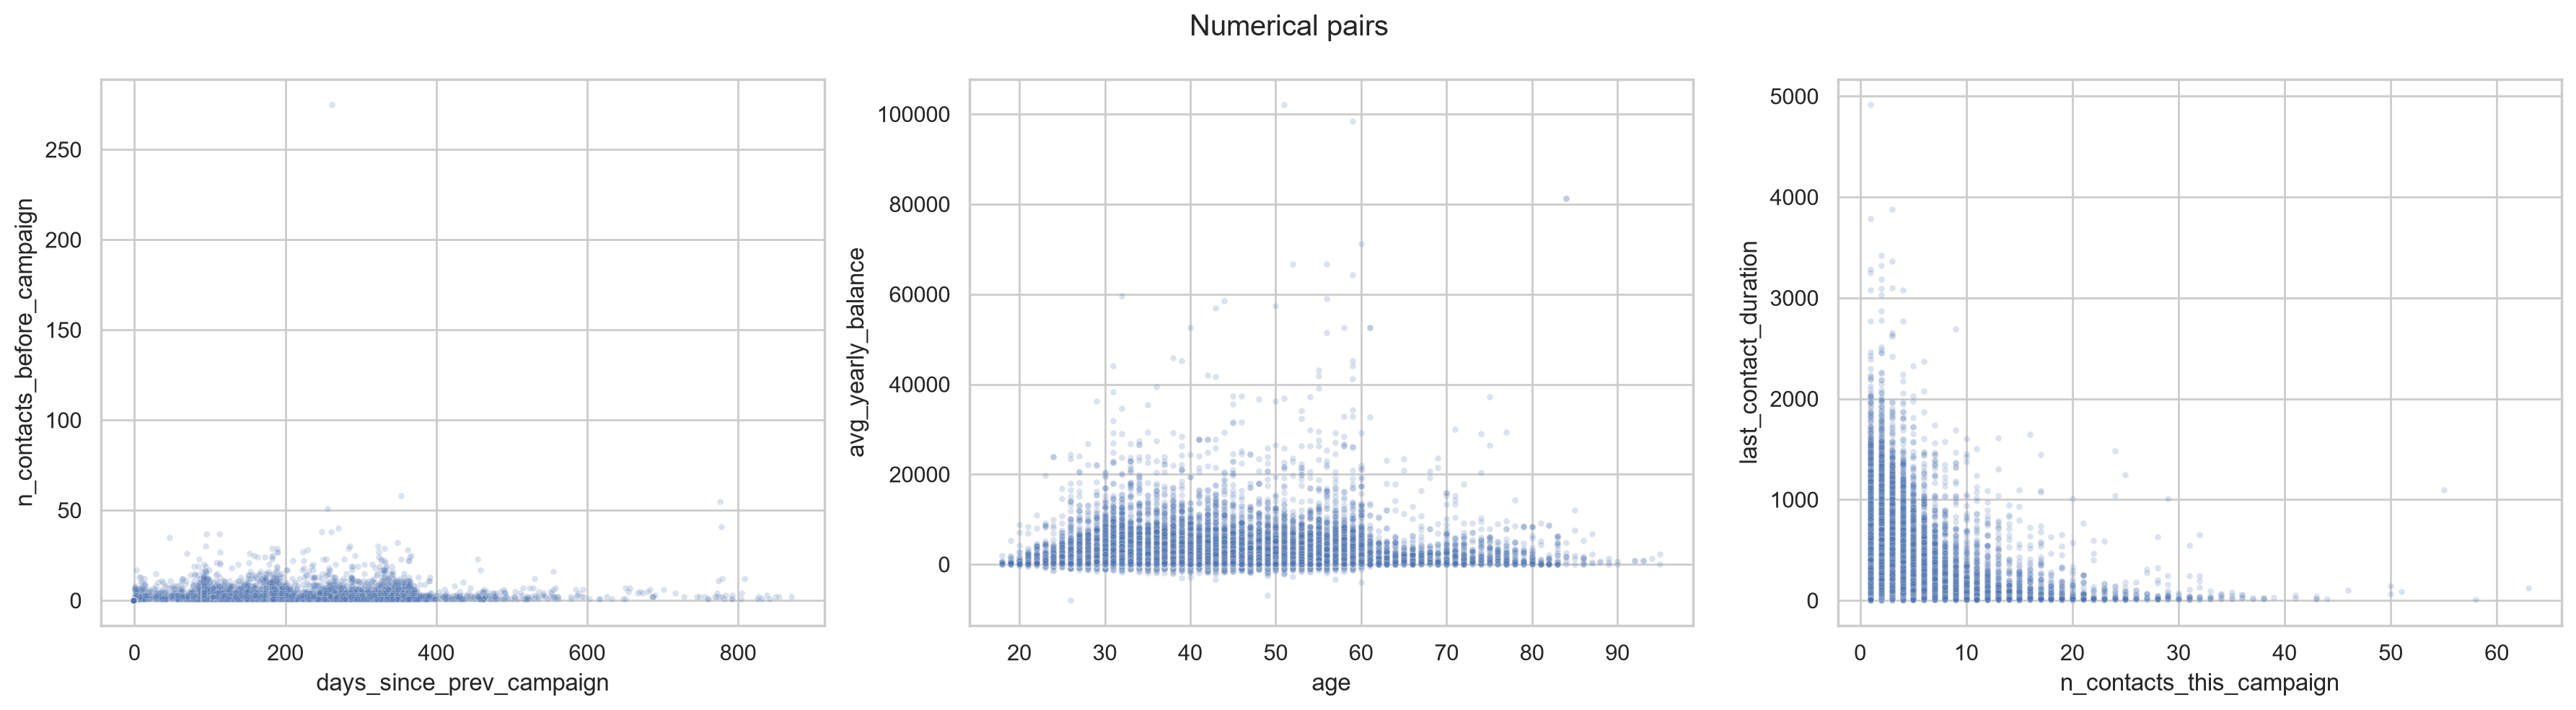 Numerical pairs
n_contacts_before_campaign
250
200
150
100
50
0
0 200 400 600 800
days_since_prev_campaign
avg_yearly_balance
100000
80000
60000
40000
20000
0
20 30 40 50 60 70 80 90
age
last_contact_duration
5000
4000
3000
2000
1000
0
0 10 20 30 40 50 60
n_contacts_this_campaign